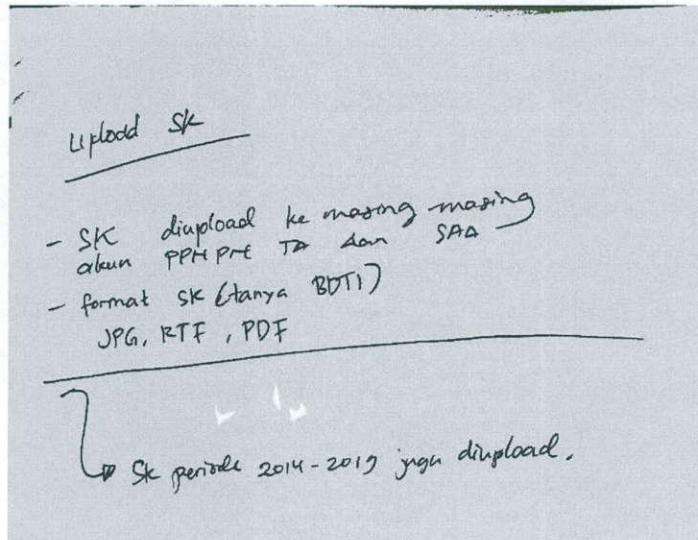 Upload SK
- SK diupload ke masing-masing
akun PPH PHE TA dan SAA
- format SK (tanya BDTI)
JPG, RTF, PDF
SK periode 2014-2019 juga diupload.